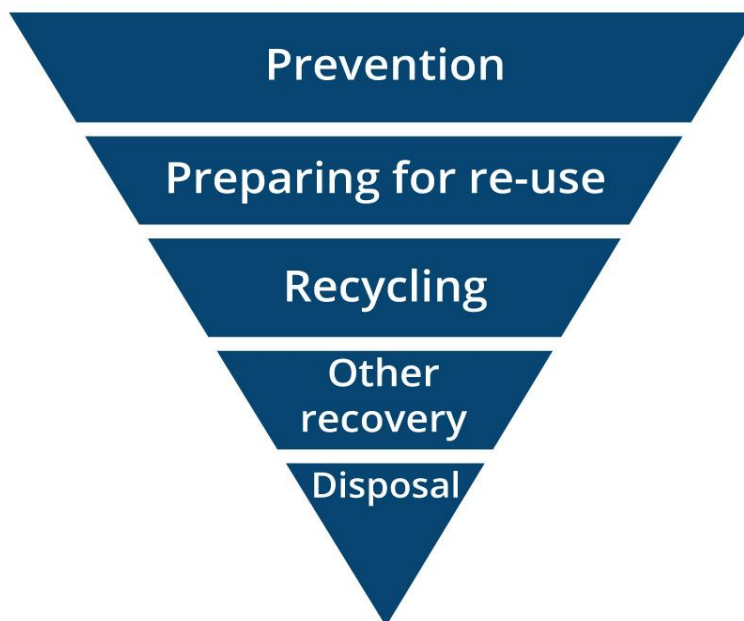 Prevention
Preparing for re-use
Recycling
Other
recovery
Disposal